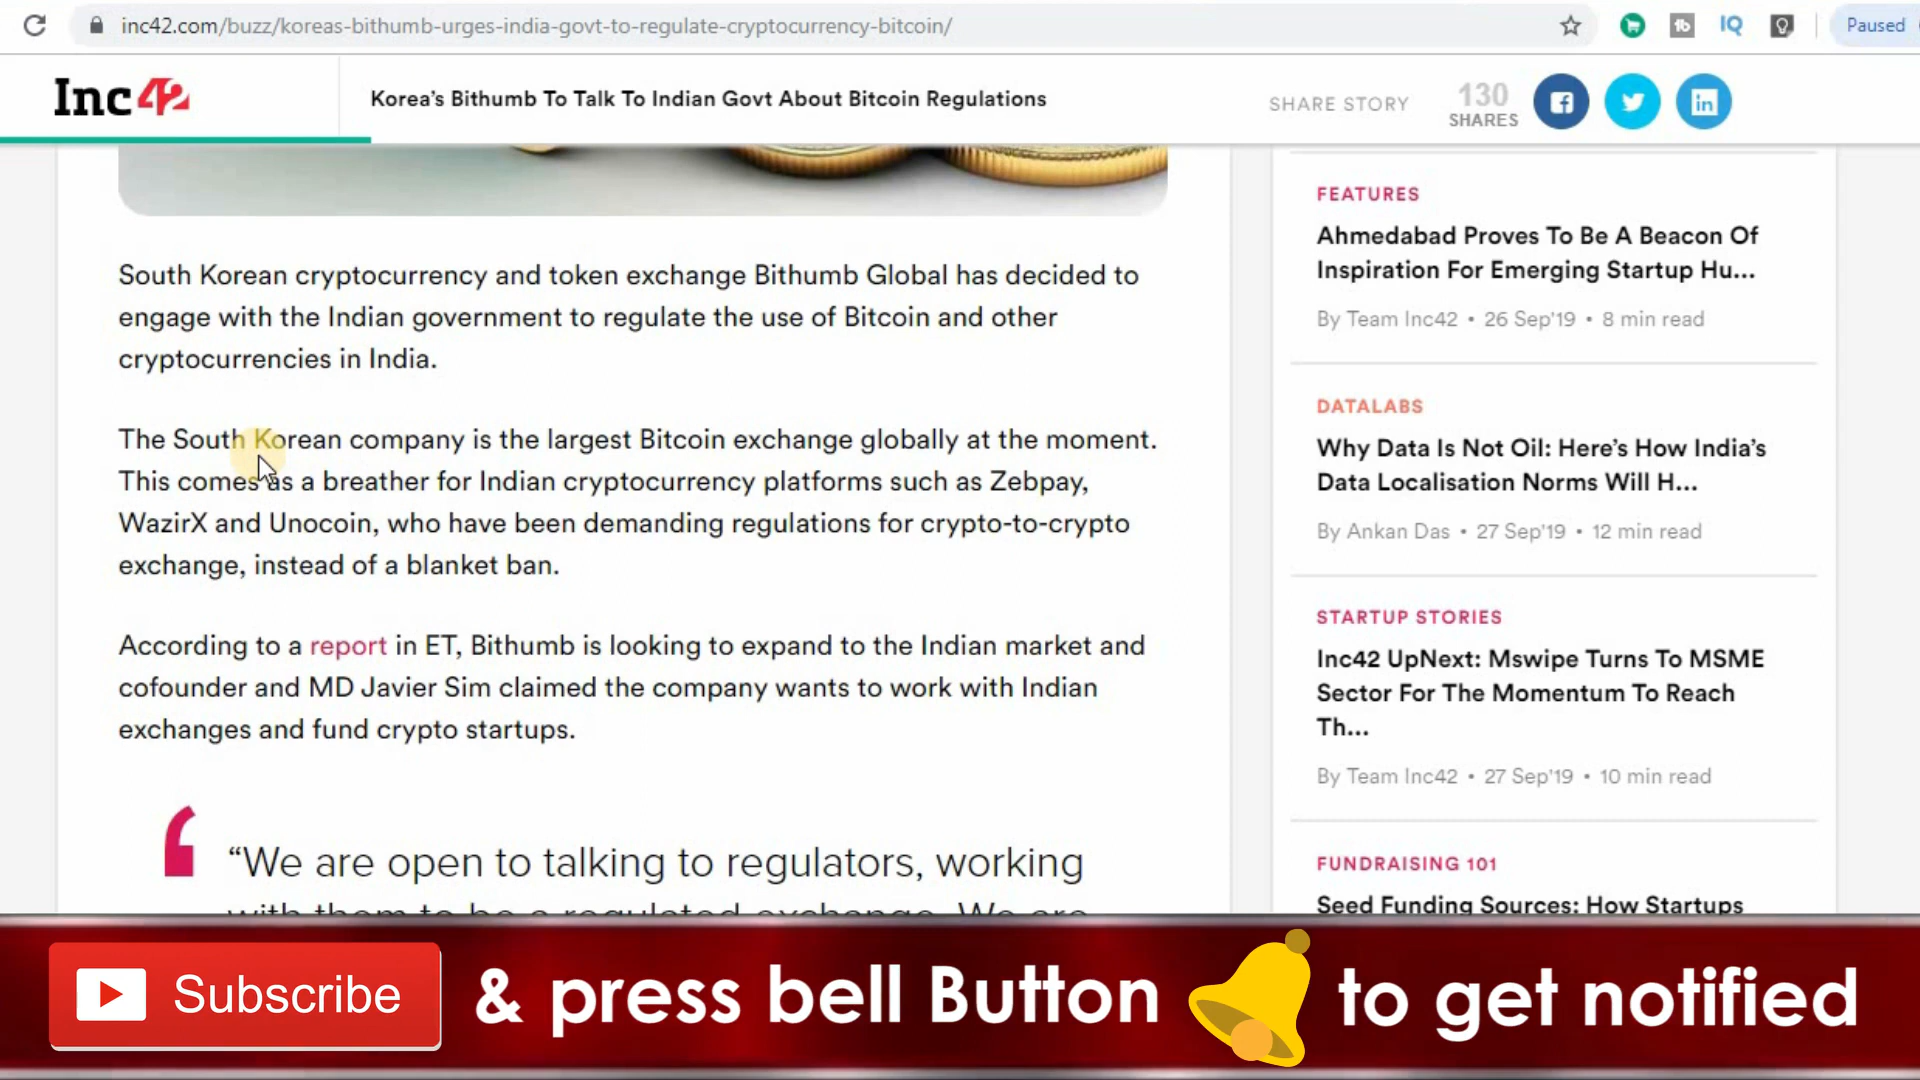 inc42.com/buzz/koreas-bithumb-urges-india-govt-to-regulate-cryptocurrency-bitcoin/
Paused
Inc42
Korea's Bithumb To Talk To Indian Govt About Bitcoin Regulations
SHARE STORY
130
SHARES
South Korean cryptocurrency and token exchange Bithumb Global has decided to
engage with the Indian government to regulate the use of Bitcoin and other
cryptocurrencies in India.
The South Korean company is the largest Bitcoin exchange globally at the moment.
This comes as a breather for Indian cryptocurrency platforms such as Zebpay,
WazirX and Unocoin, who have been demanding regulations for crypto-to-crypto
exchange, instead of a blanket ban.
According to a report in ET, Bithumb is looking to expand to the Indian market and
cofounder and MD Javier Sim claimed the company wants to work with Indian
exchanges and fund crypto startups.
“We are open to talking to regulators, working
with them to be a regulated exchange. We are
FEATURES
Ahmedabad Proves To Be A Beacon Of
Inspiration For Emerging Startup Hu...
By Team Inc42 • 26 Sep'19 • 8 min read
DATALABS
Why Data Is Not Oil: Here's How India's
Data Localisation Norms Will H...
By Ankan Das • 27 Sep'19 • 12 min read
STARTUP STORIES
Inc42 UpNext: Mswipe Turns To MSME
Sector For The Momentum To Reach
Th...
By Team Inc42 • 27 Sep'19 • 10 min read
FUNDRAISING 101
Seed Funding Sources: How Startups
Subscribe & press bell Button to get notified